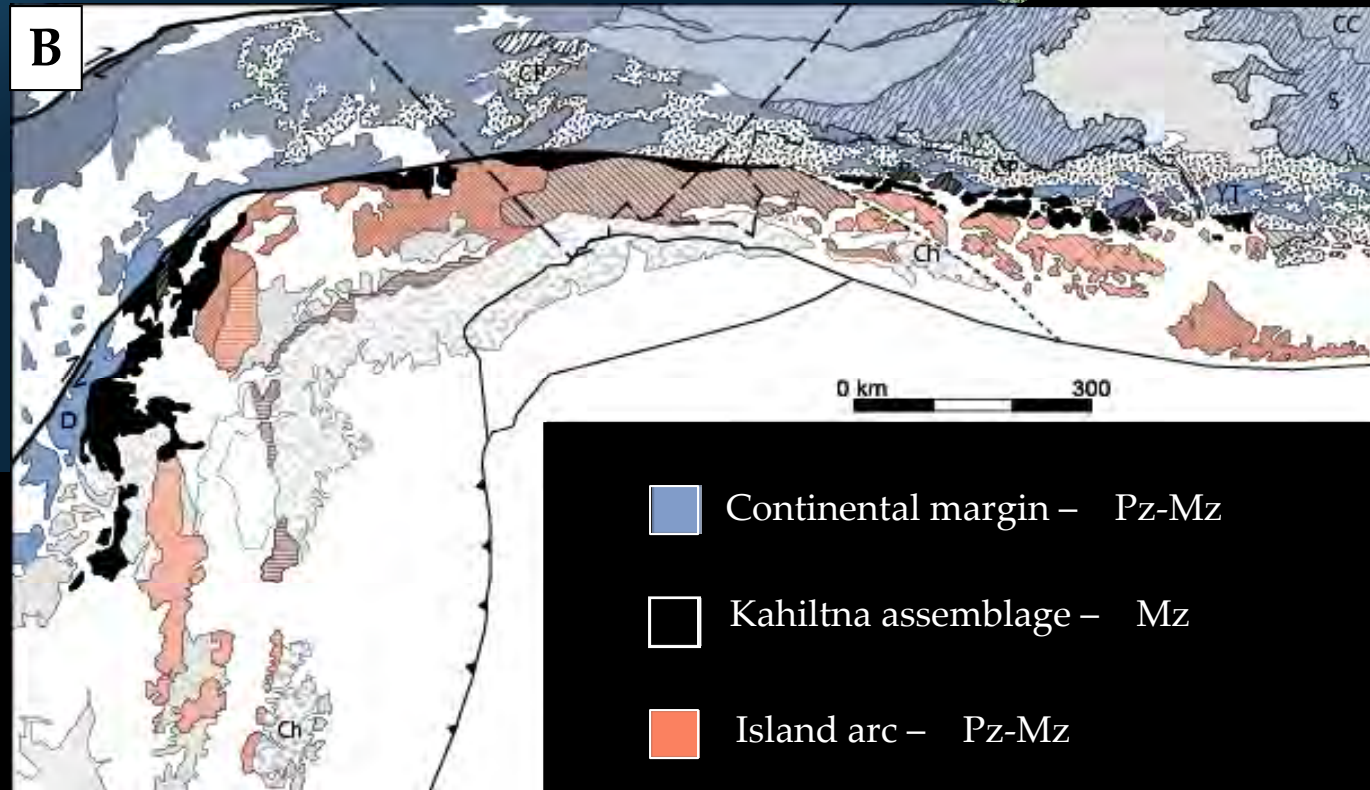 B
CC
S
YT
Ch
0 km 300
D
Ch
Continental margin – Pz-Mz
Kahiltna assemblage – Mz
Island arc – Pz-Mz